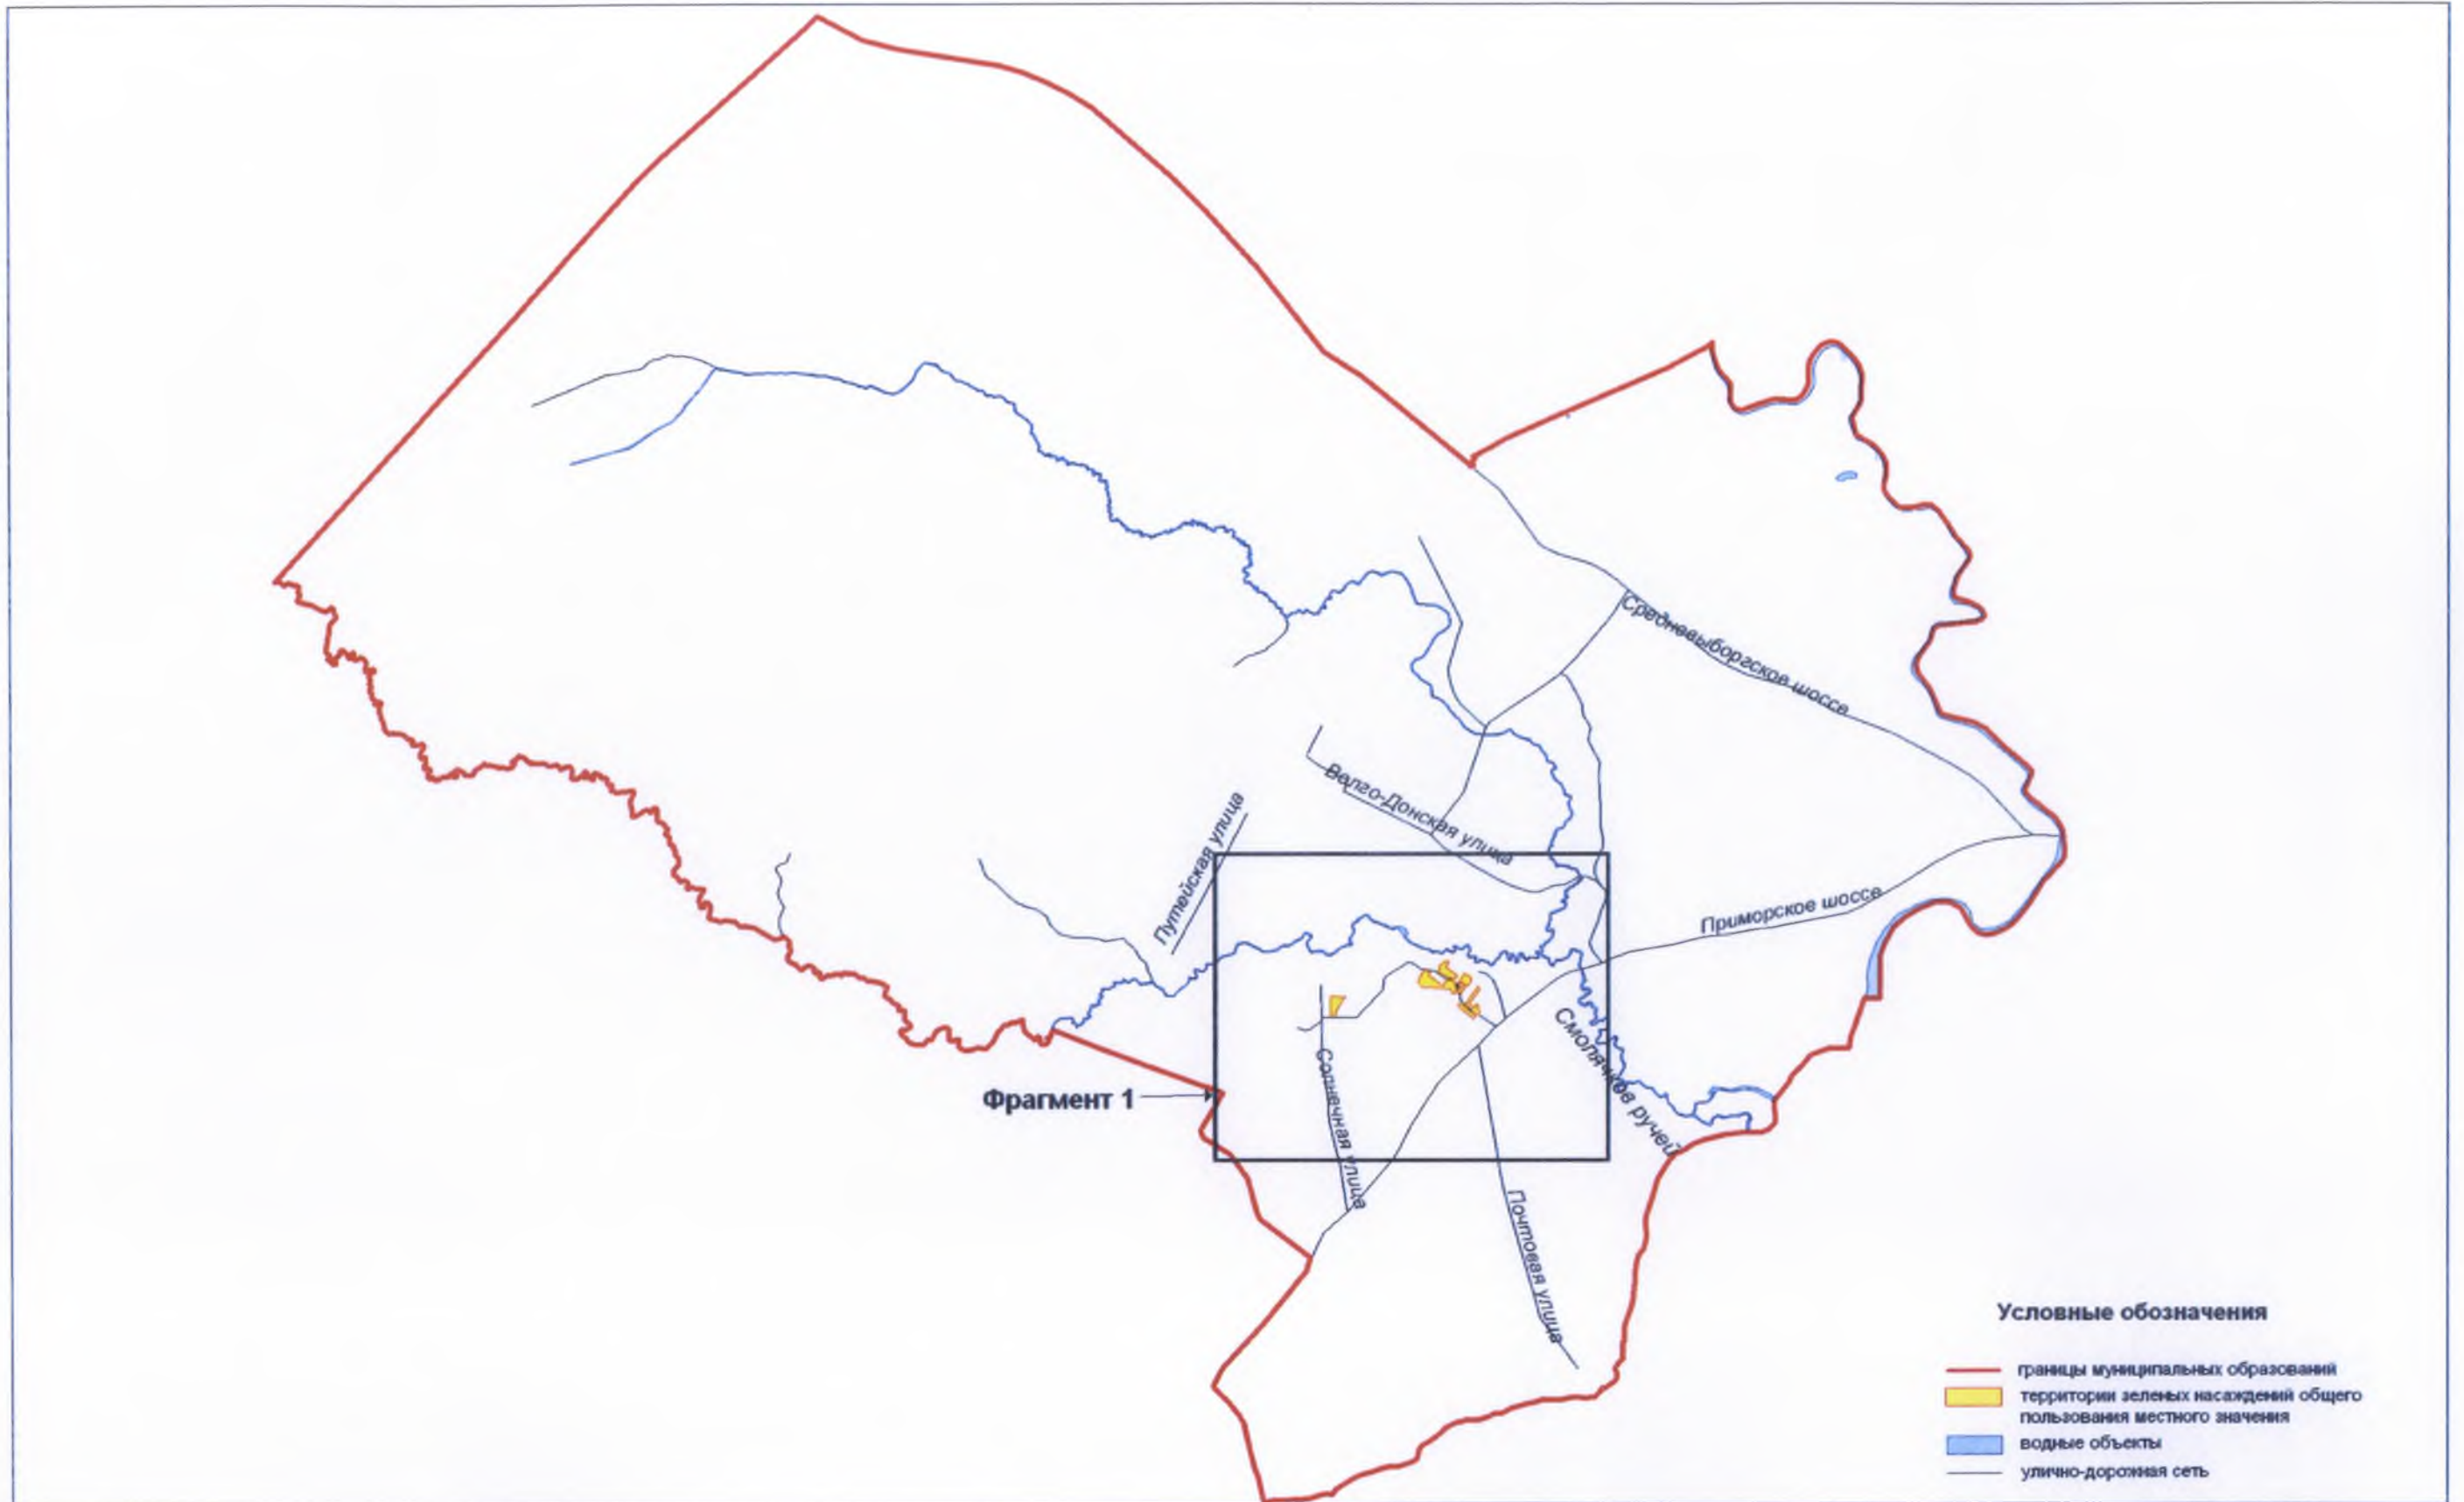 Средневыборгское шоссе
Волго-Донская улица
Путейская улица
Приморское шоссе
Смолячков ручей
Солнечная улица
Фрагмент 1
Почтовая улица
Условные обозначения
границы муниципальных образований
территории зеленых насаждений общего
пользования местного значения
водные объекты
улично-дорожная сеть